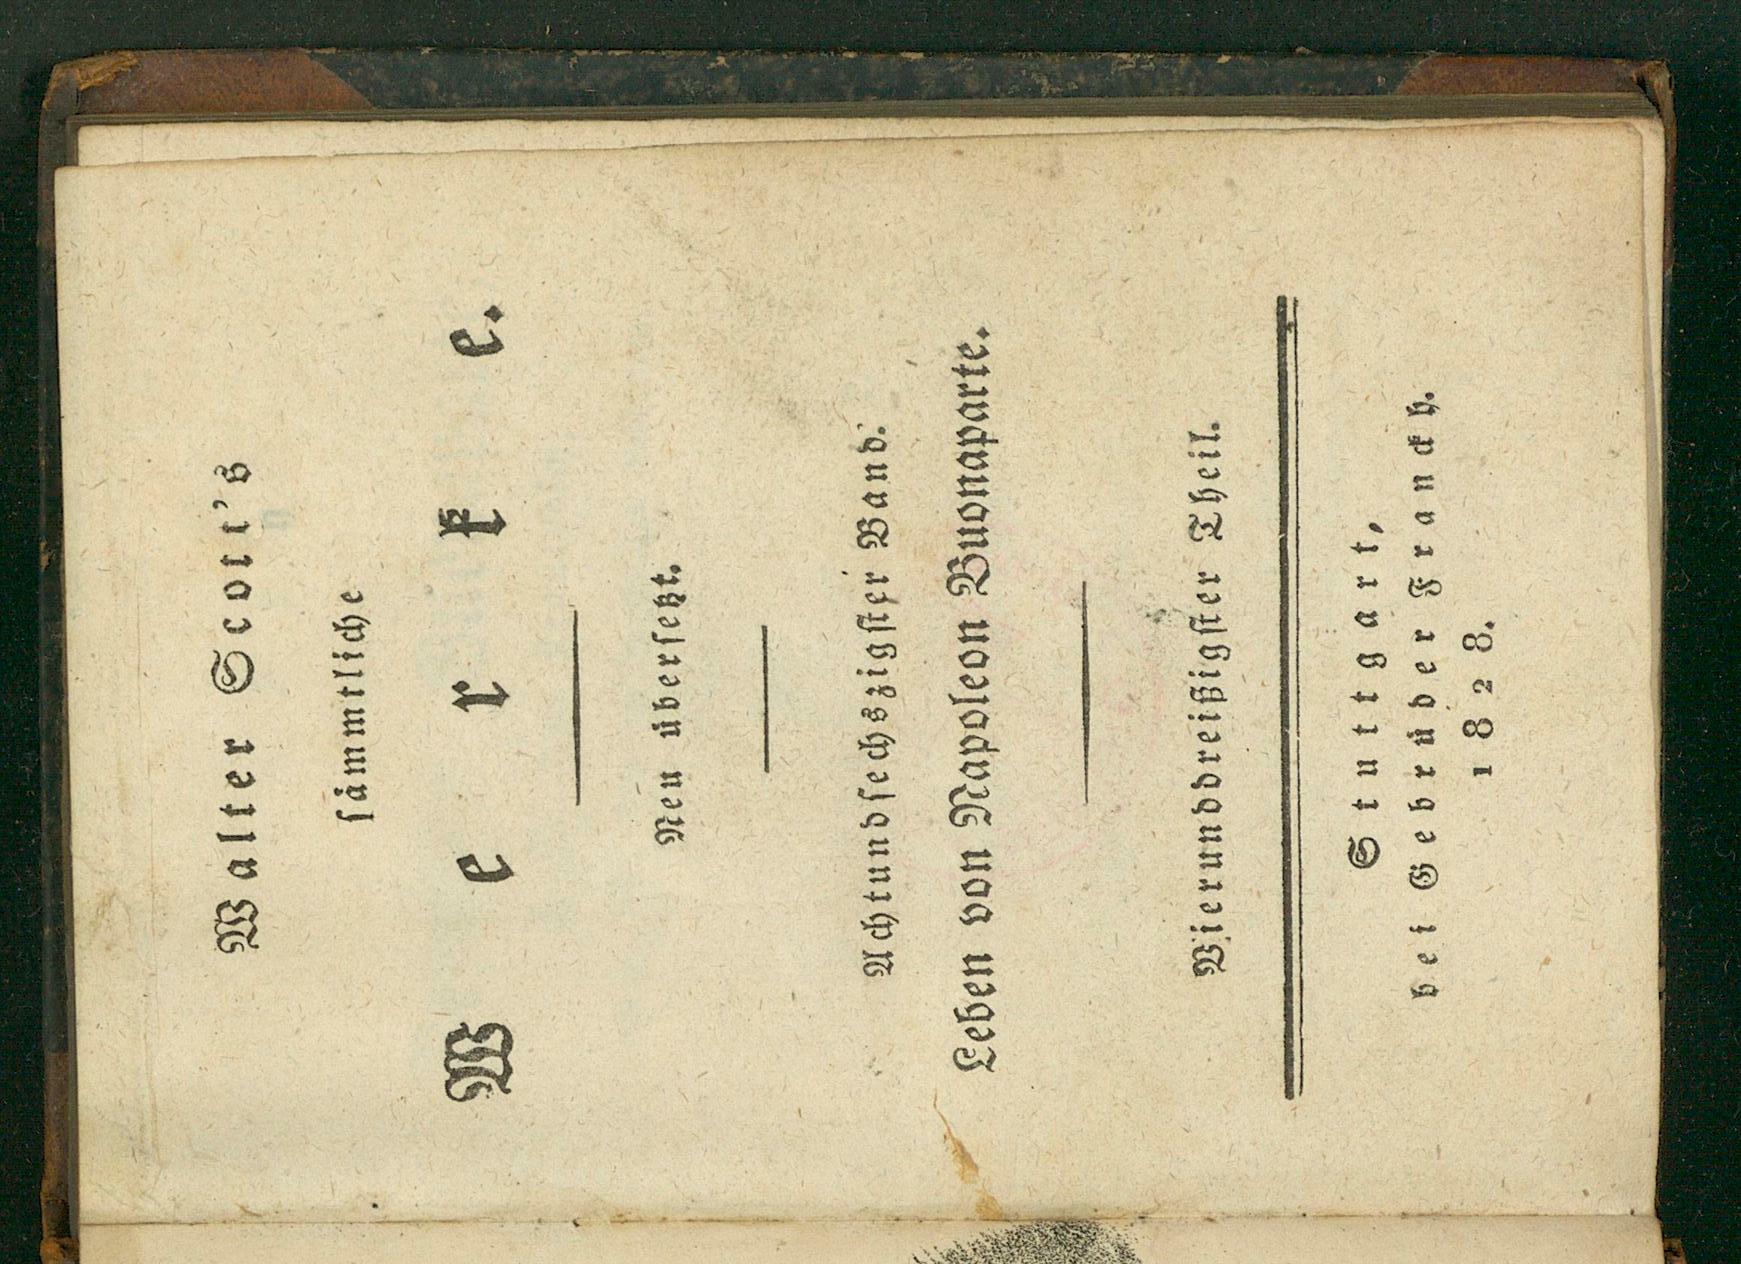 Walter Scott's
sämmtliche
Werke.
Neu übersetzt.
Achtundsechszigster Band.
Leben von Napoleon Buonaparte.
Vierunddreißigster Theil.
Stuttgart,
bei Gebrüder Franckh.
1828.